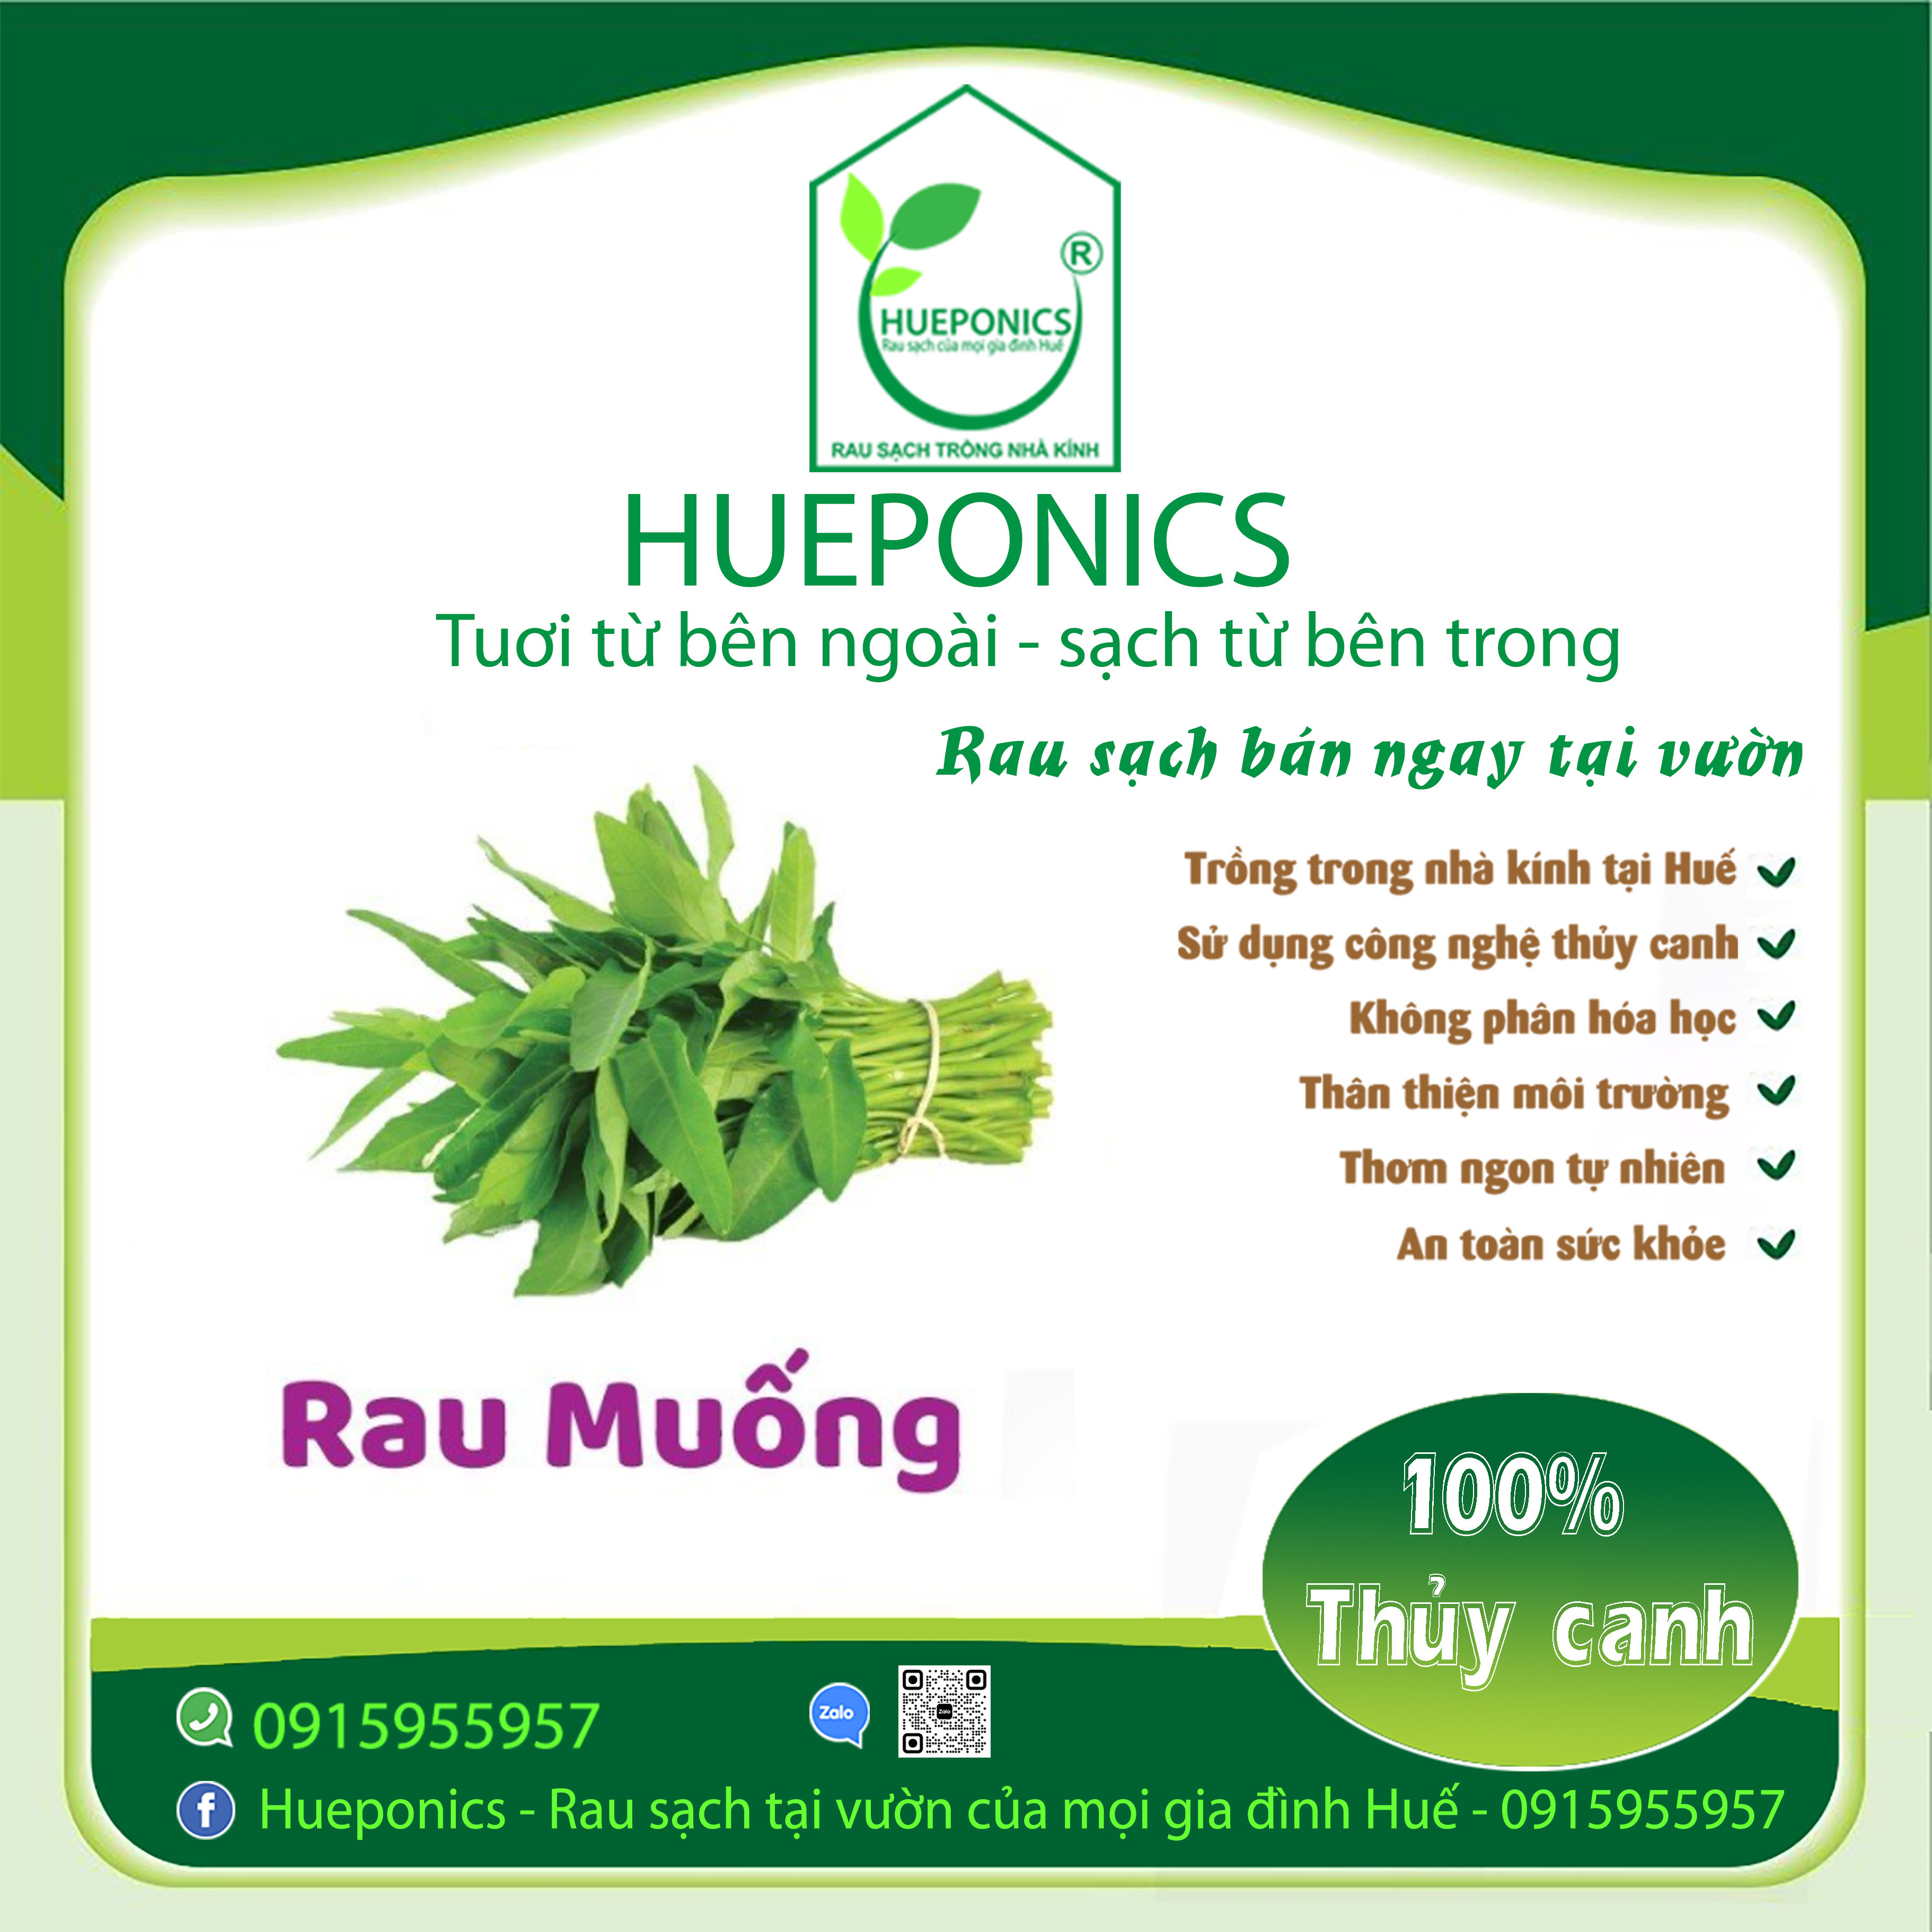 ®
HUEPONICS
Rau sạch của mọi gia đình Huế
RAU SẠCH TRỒNG NHÀ KÍNH
HUEPONICS
Tuơi từ bên ngoài - sạch từ bên trong
Rau sạch bán ngay tại vườn
Trồng trong nhà kính tại Huế
Sử dụng công nghệ thủy canh
Không phân hóa học
Thân thiện môi trường
Thơm ngon tự nhiên
An toàn sức khỏe
Rau Muống
100%
Thủy canh
0915955957
Zalo
Zalo
Hueponics - Rau sạch tại vườn của mọi gia đình Huế - 0915955957